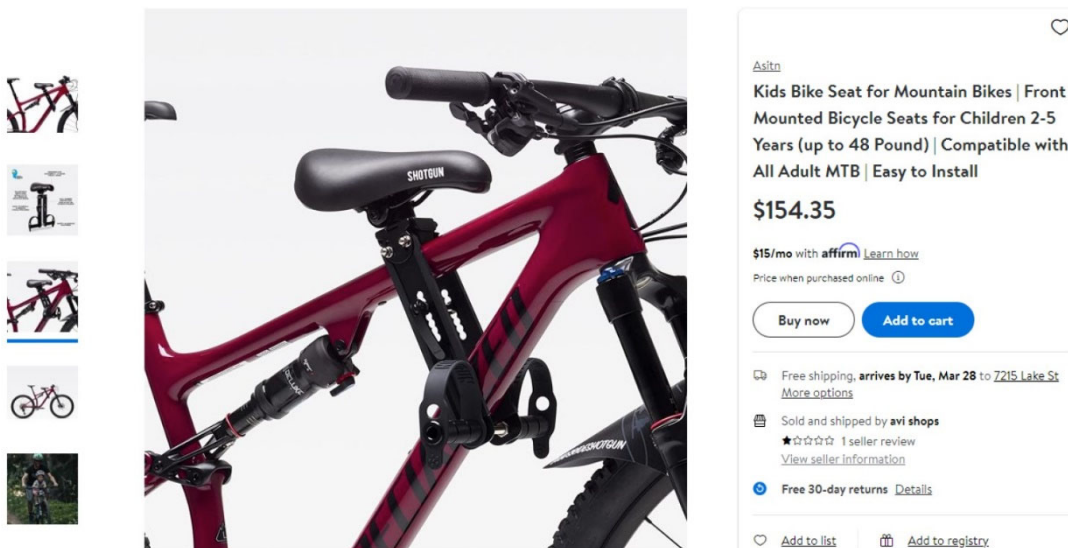 SHOTGUN
Asitn
Kids Bike Seat for Mountain Bikes | Front
Mounted Bicycle Seats for Children 2-5
Years (up to 48 Pound) | Compatible with
All Adult MTB | Easy to Install
$154.35
$15/mo with affirm Learn how
Price when purchased online
Buy now
Add to cart
Free shipping, arrives by Tue, Mar 28 to 7215 Lake St
More options
Sold and shipped by avi shops
1 seller review
View seller information
Free 30-day returns Details
Add to list
Add to registry